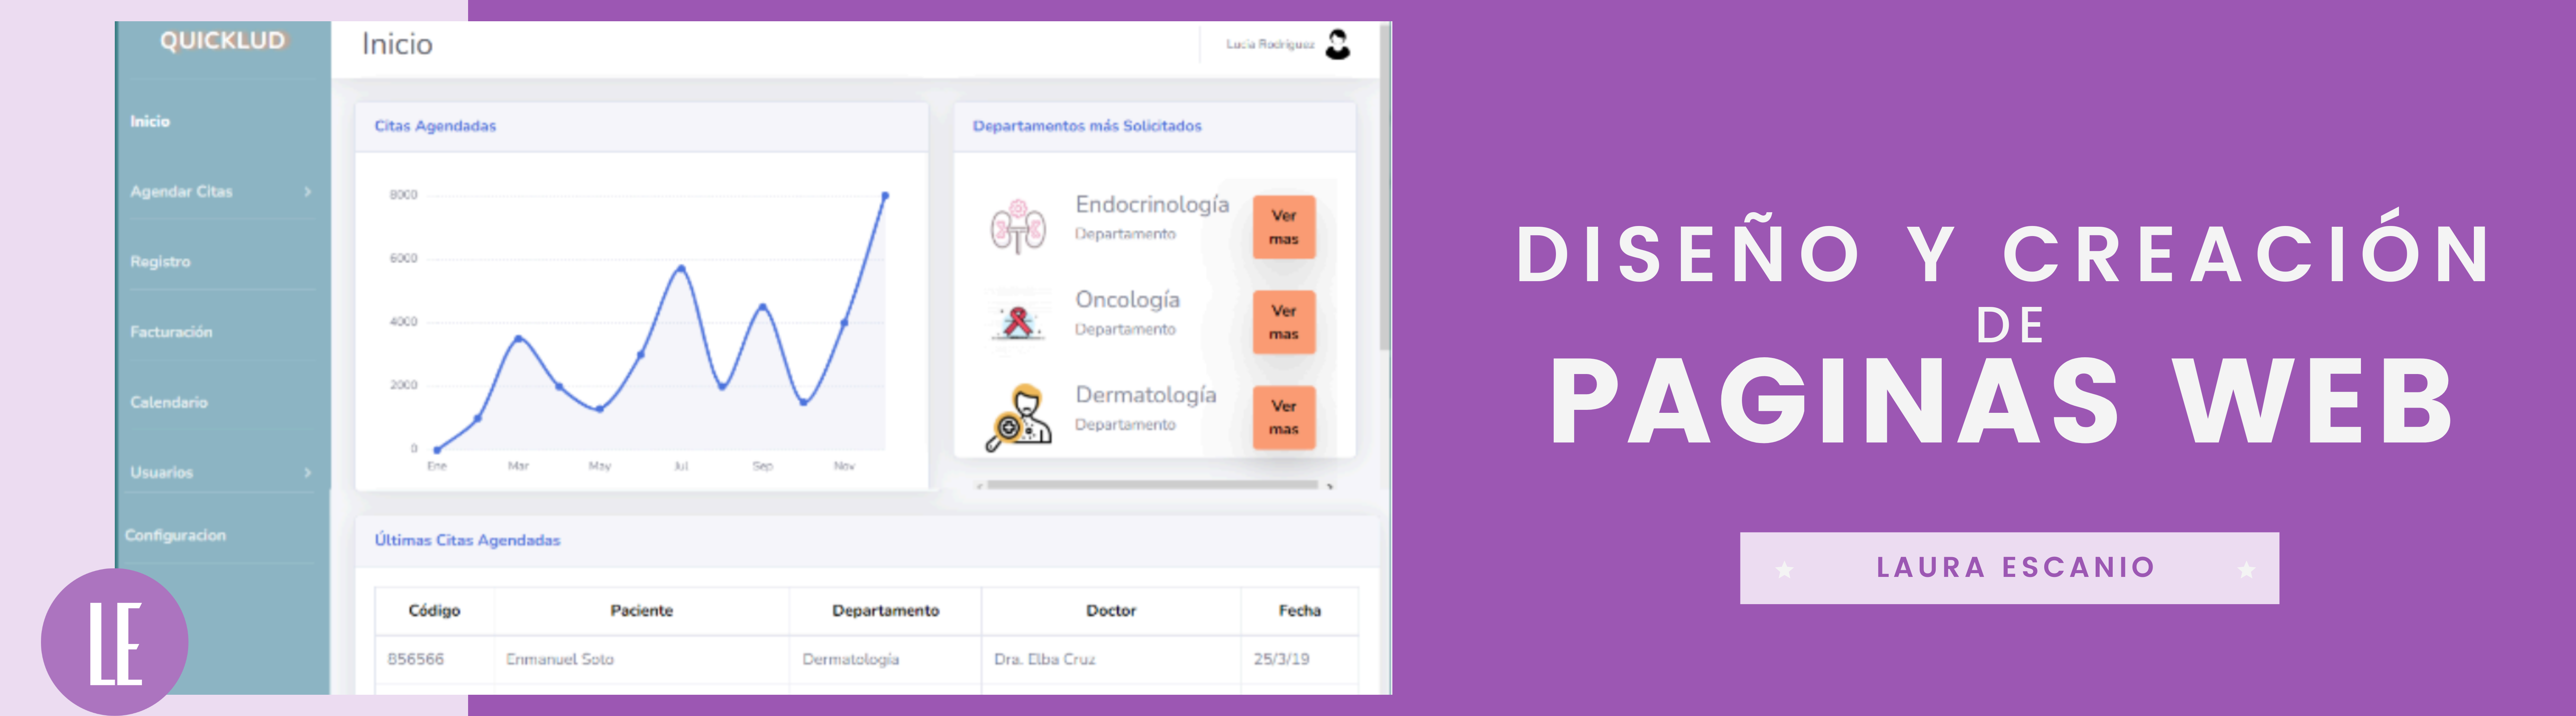 QUICKLUD
Inicio
Agendar Citas
Registro
Facturación
Calendario
Usuarios
Configuracion
LE
Inicio
Lucia Rodriguez
Citas Agendadas
8000
6000
4000
2000
0
Ene Mar May Jul Sep Nov
Departamentos más Solicitados
Endocrinología
Departamento
Ver
mas
Oncología
Departamento
Ver
mas
Dermatología
Departamento
Ver
mas
Últimas Citas Agendadas
Código Paciente Departamento Doctor Fecha
856566 Enmanuel Soto Dermatología Dra. Elba Cruz 25/3/19
DISEÑO Y CREACIÓN
DE
PAGINAS WEB
LAURA ESCANIO